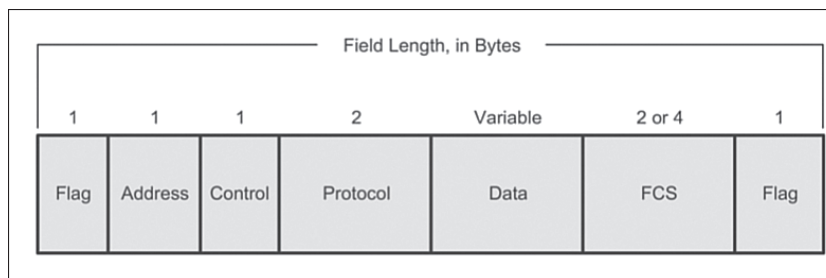 Field Length, in Bytes
1 1 1 2 Variable 2 or 4 1
Flag Address Control Protocol Data FCS Flag